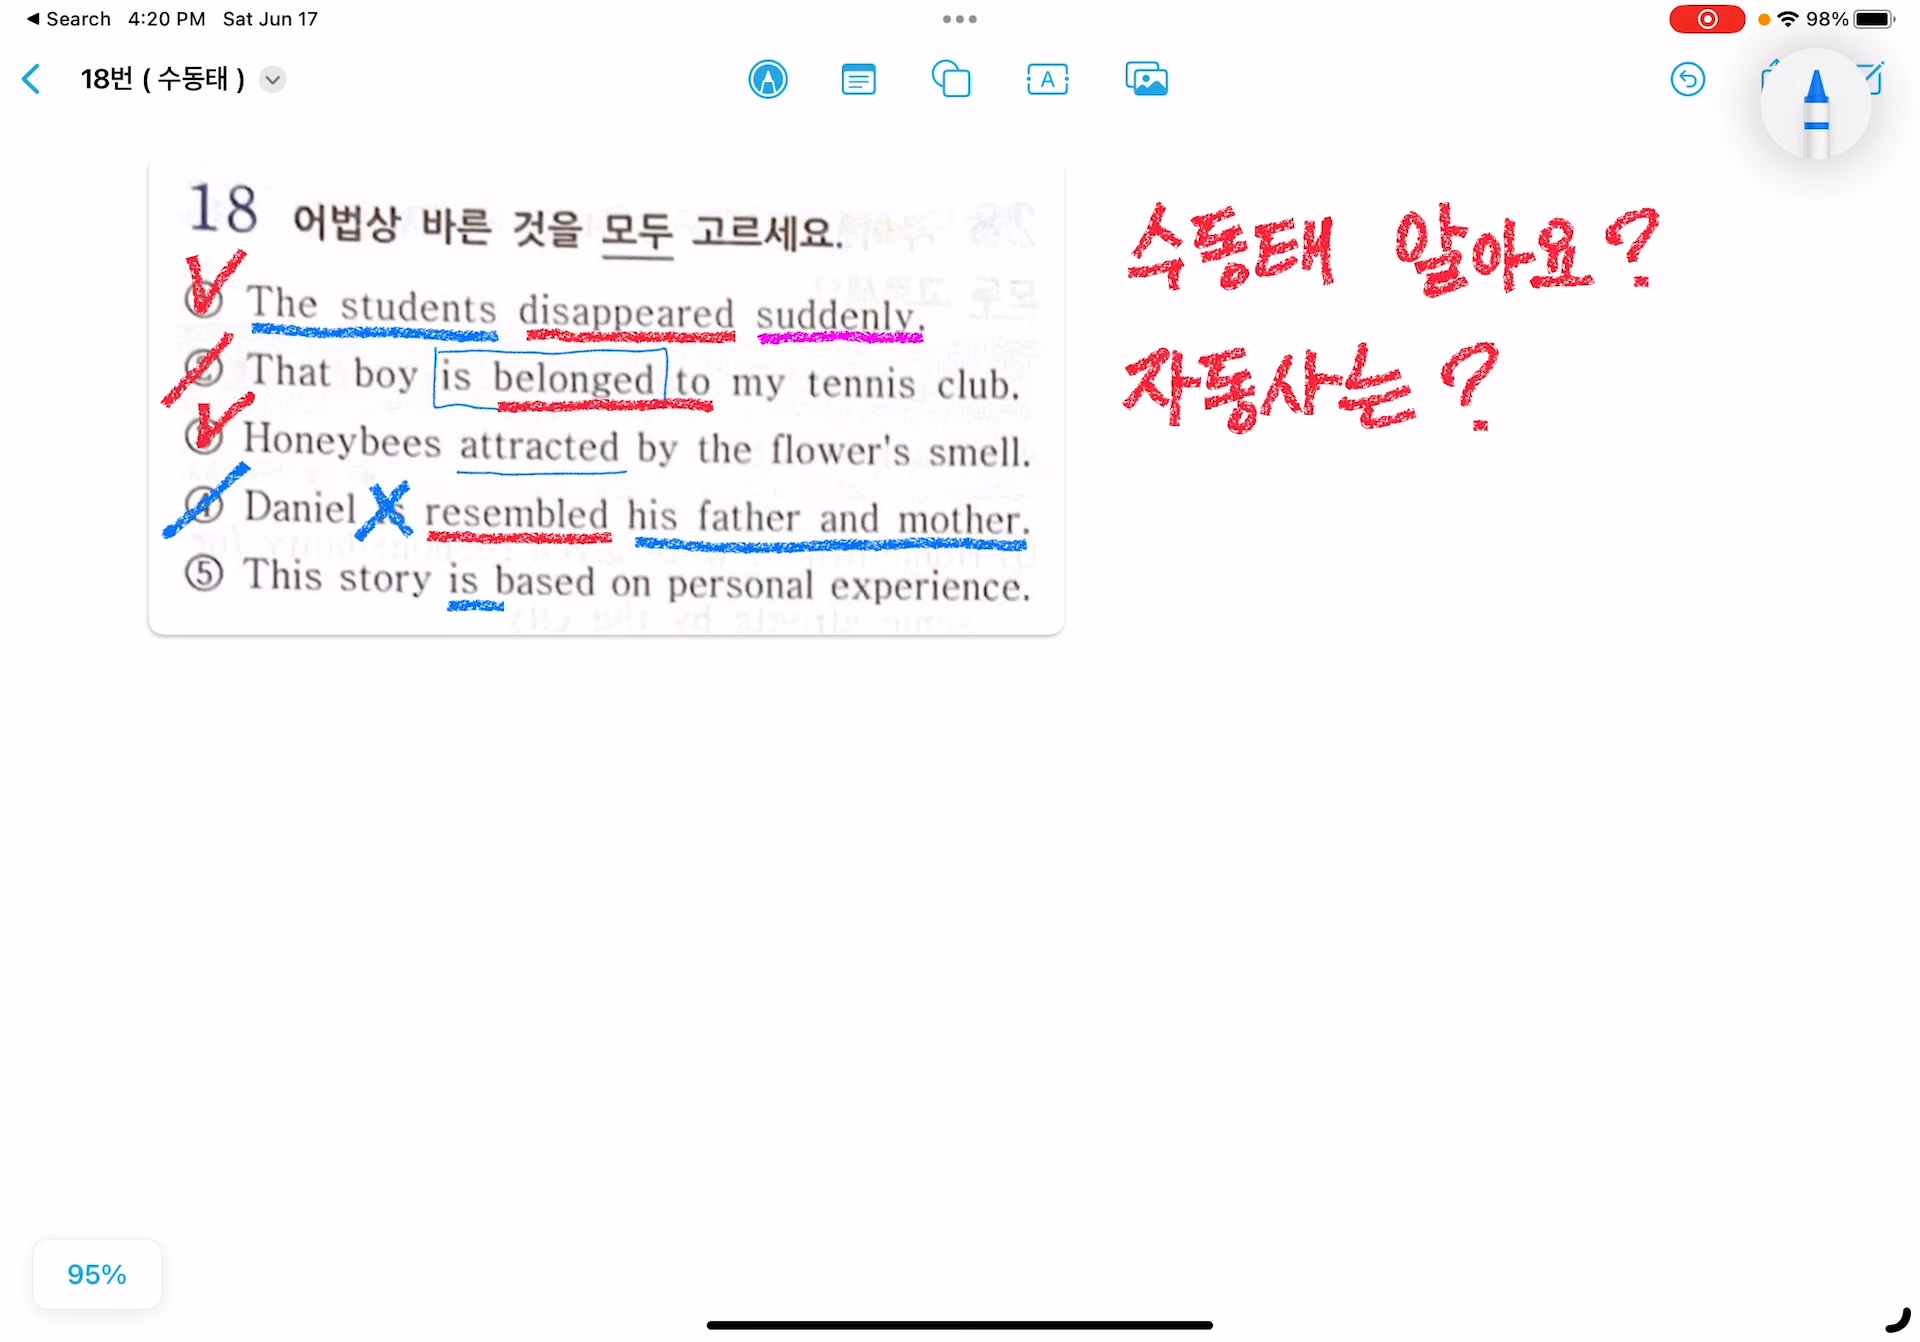 Search 4:20 PM Sat Jun 17
98%
18번 ( 수동태 )
A
18 어법상 바른 것을 모두 고르세요.
① The students disappeared suddenly.
② That boy is belonged to my tennis club.
③ Honeybees attracted by the flower's smell.
④ Daniel resembled his father and mother.
⑤ This story is based on personal experience.
수동태 알아요?
자동사는?
95%